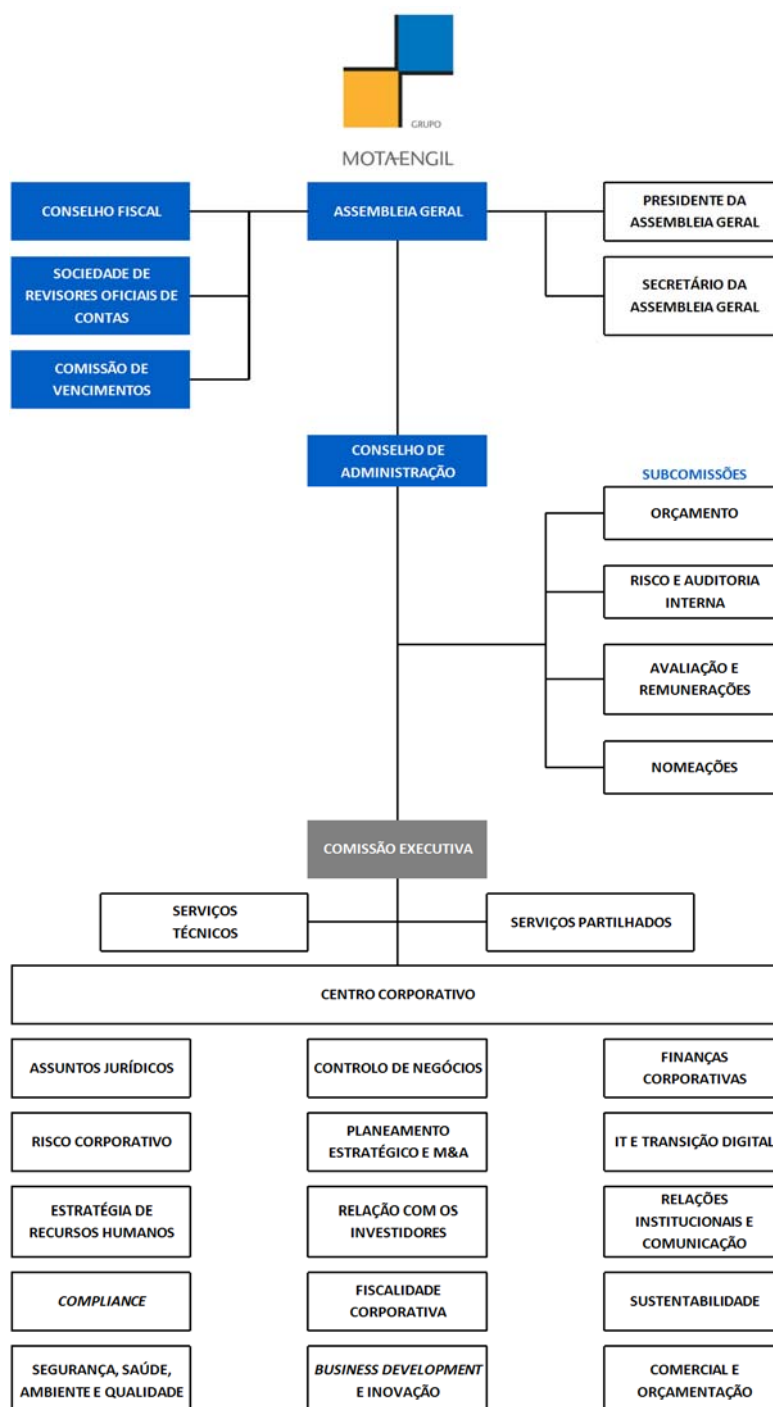 GRUPO
MOTA-ENGIL
CONSELHO FISCAL
ASSEMBLEIA GERAL
PRESIDENTE DA
ASSEMBLEIA GERAL
SOCIEDADE DE
REVISORES OFICIAIS DE
CONTAS
SECRETÁRIO DA
ASSEMBLEIA GERAL
COMISSÃO DE
VENCIMENTOS
CONSELHO DE
ADMINISTRAÇÃO
SUBCOMISSÕES
ORÇAMENTO
RISCO E AUDITORIA
INTERNA
AVALIAÇÃO E
REMUNERAÇÕES
NOMEAÇÕES
COMISSÃO EXECUTIVA
SERVIÇOS
TÉCNICOS
SERVIÇOS PARTILHADOS
CENTRO CORPORATIVO
ASSUNTOS JURÍDICOS
CONTROLO DE NEGÓCIOS
FINANÇAS
CORPORATIVAS
RISCO CORPORATIVO
PLANEAMENTO
ESTRATÉGICO E M&A
IT E TRANSIÇÃO DIGITAL
ESTRATÉGIA DE
RECURSOS HUMANOS
RELAÇÃO COM OS
INVESTIDORES
RELAÇÕES
INSTITUCIONAIS E
COMUNICAÇÃO
COMPLIANCE
FISCALIDADE
CORPORATIVA
SUSTENTABILIDADE
SEGURANÇA, SAÚDE,
AMBIENTE E QUALIDADE
BUSINESS DEVELOPMENT
E INOVAÇÃO
COMERCIAL E
ORÇAMENTAÇÃO